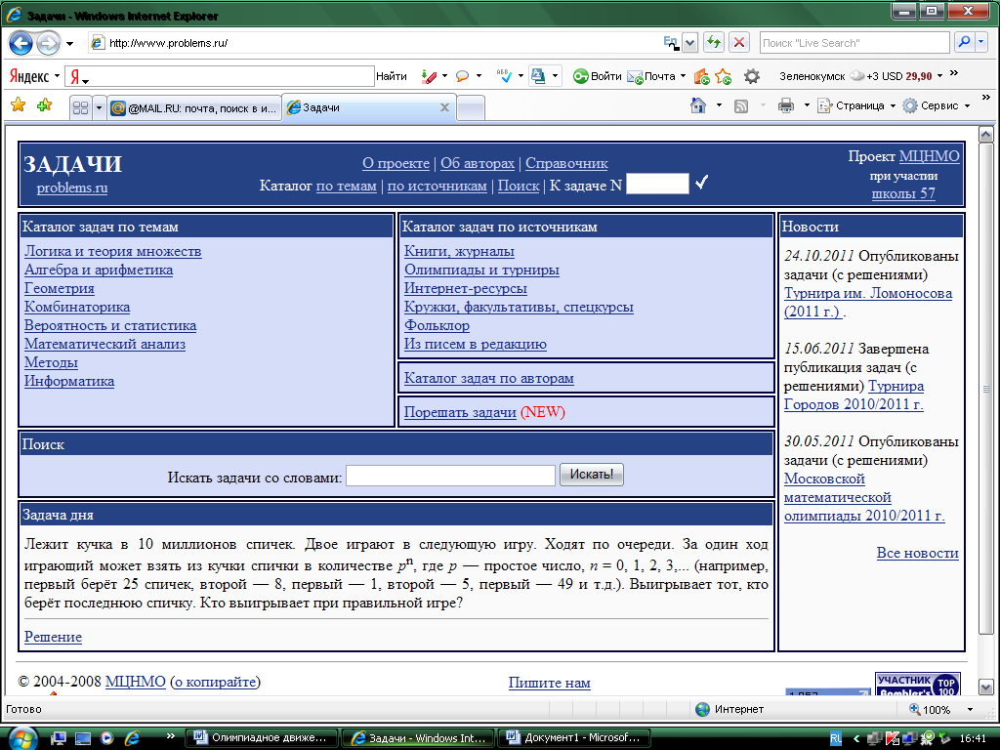 Задачи - Windows Internet Explorer
http://www.problems.ru/
Поиск "Live Search"
Яндекс Я Найти Войти Почта Зеленокумск +3 USD 29,90 »
@MAIL.RU: почта, поиск в и... Задачи Страница Сервис »
ЗАДАЧИ
problems.ru
О проекте | Об авторах | Справочник
Каталог по темам | по источникам | Поиск | К задаче N
Проект МЦНМО
при участии
школы 57
Каталог задач по темам
Логика и теория множеств
Алгебра и арифметика
Геометрия
Комбинаторика
Вероятность и статистика
Математический анализ
Методы
Информатика
Каталог задач по источникам
Книги, журналы
Олимпиады и турниры
Интернет-ресурсы
Кружки, факультативы, спецкурсы
Фольклор
Из писем в редакцию
Каталог задач по авторам
Порешать задачи (NEW)
Новости
24.10.2011 Опубликованы
задачи (с решениями)
Турнира им. Ломоносова
(2011 г.) .
15.06.2011 Завершена
публикация задач (с
решениями) Турнира
Городов 2010/2011 г.
30.05.2011 Опубликованы
задачи (с решениями)
Московской
математической
олимпиады 2010/2011 г.
Все новости
Поиск
Искать задачи со словами: Искать!
Задача дня
Лежит кучка в 10 миллионов спичек. Двое играют в следующую игру. Ходят по очереди. За один ход
играющий может взять из кучки спички в количестве pⁿ, где p — простое число, n = 0, 1, 2, 3,... (например,
первый берёт 25 спичек, второй — 8, первый — 1, второй — 5, первый — 49 и т.д.). Выигрывает тот, кто
берёт последнюю спичку. Кто выигрывает при правильной игре?
Решение
© 2004-2008 МЦНМО (о копирайте)
Пишите нам
УЧАСТНИК TOP
Rambler's 100
Готово Интернет 100%
» Олимпиадное движе... Задачи - Windows Int... Документ1 - Microsof... RL 16:41